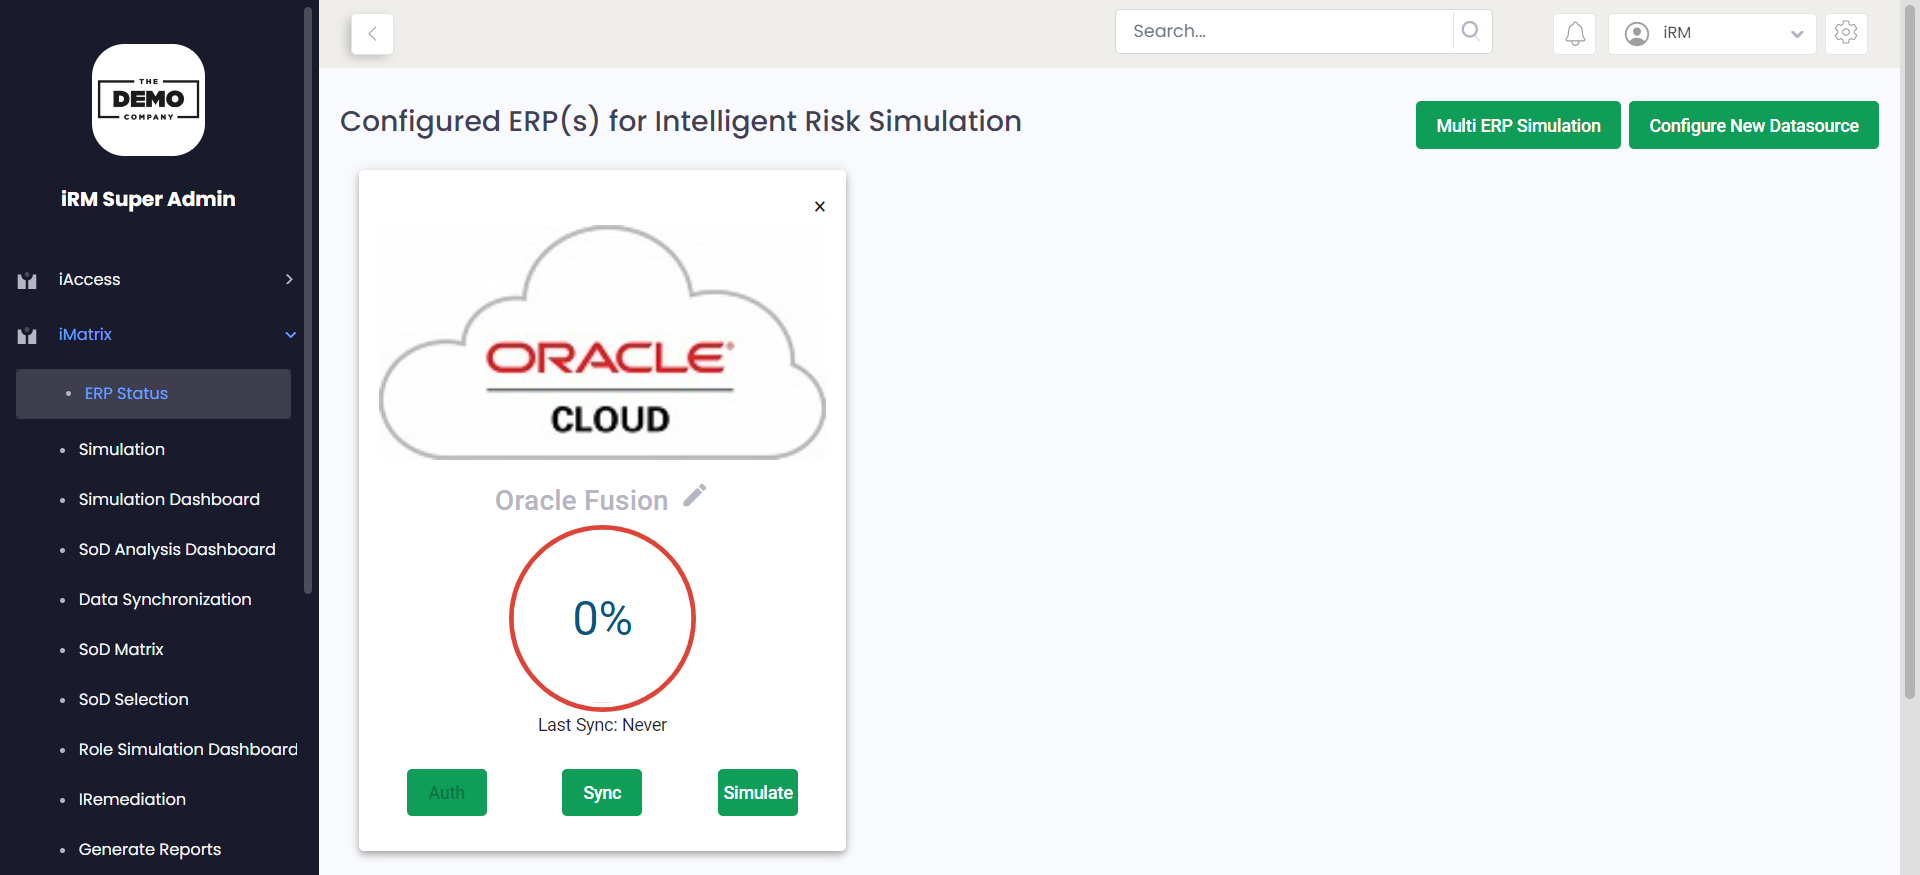 THE
DEMO
COMPANY
iRM Super Admin
iAccess
iMatrix
ERP Status
Simulation
Simulation Dashboard
SoD Analysis Dashboard
Data Synchronization
SoD Matrix
SoD Selection
Role Simulation Dashboard
IRemediation
Generate Reports
Search...
iRM
Configured ERP(s) for Intelligent Risk Simulation
Multi ERP Simulation
Configure New Datasource
×
ORACLE®
CLOUD
Oracle Fusion
0%
Last Sync: Never
Auth
Sync
Simulate